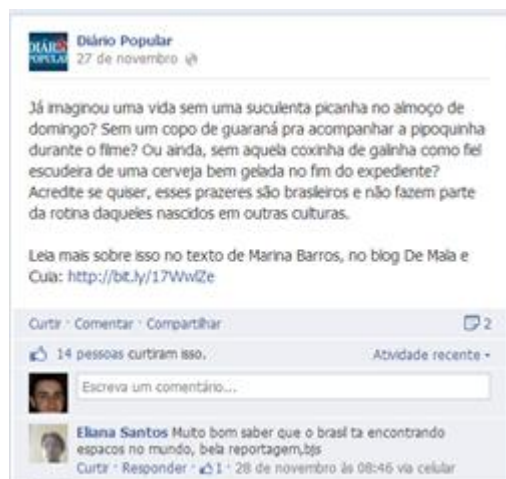 DIÁRIO
POPULAR
Diário Popular
27 de novembro
Já imaginou uma vida sem uma suculenta picanha no almoço de
domingo? Sem um copo de guaraná pra acompanhar a pipoquinha
durante o filme? Ou ainda, sem aquela coxinha de galinha como fiel
escudeira de uma cerveja bem gelada no fim do expediente?
Acredite se quiser, esses prazeres são brasileiros e não fazem parte
da rotina daqueles nascidos em outras culturas.
Leia mais sobre isso no texto de Marina Barros, no blog De Mala e
Cuia: http://bit.ly/17WwlZe
Curtir · Comentar · Compartilhar 2
14 pessoas curtiram isso. Atividade recente
Escreva um comentário...
Eliana Santos Muito bom saber que o brasil ta encontrando
espacos no mundo, bela reportagem,bjs
Curtir · Responder · 1 · 28 de novembro às 08:46 via celular